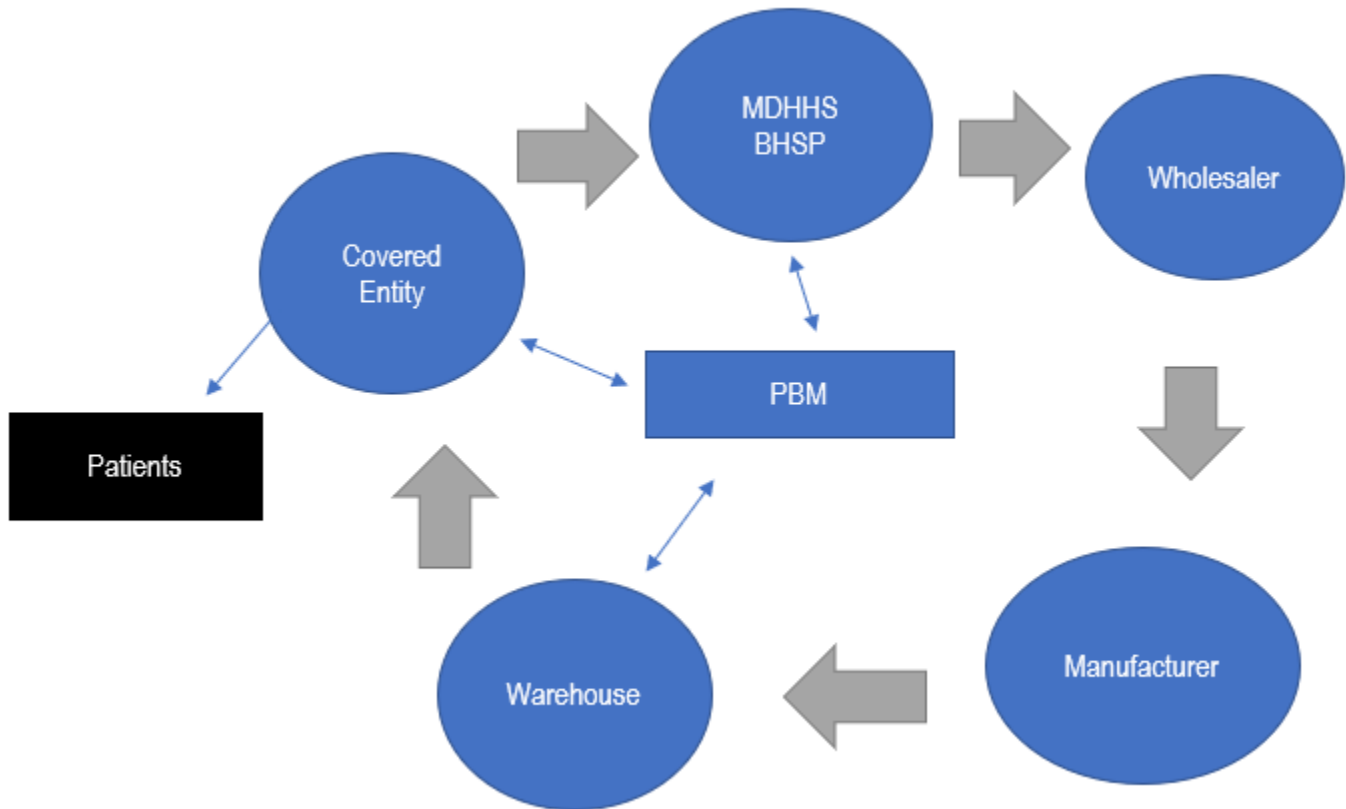 MDHHS
BHSP
Wholesaler
Covered
Entity
PBM
Patients
Manufacturer
Warehouse